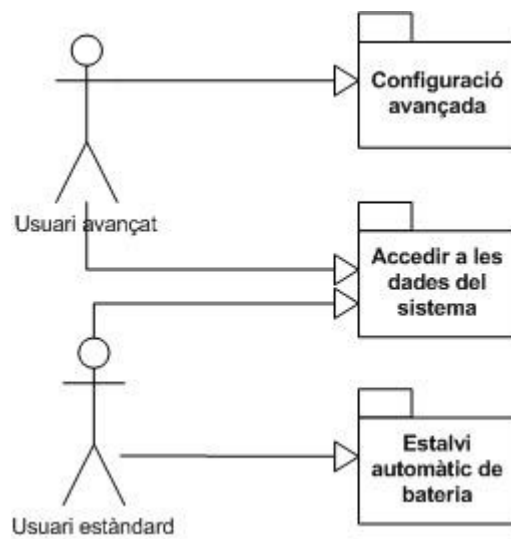 Configuració
avançada
Usuari avançat
Accedir a les
dades del
sistema
Estalvi
automàtic de
bateria
Usuari estàndard